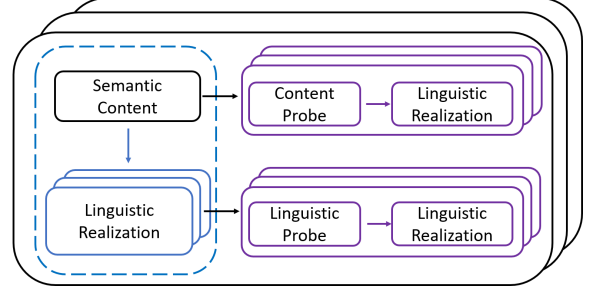 Semantic
Content
Content
Probe
Linguistic
Realization
Linguistic
Realization
Linguistic
Probe
Linguistic
Realization